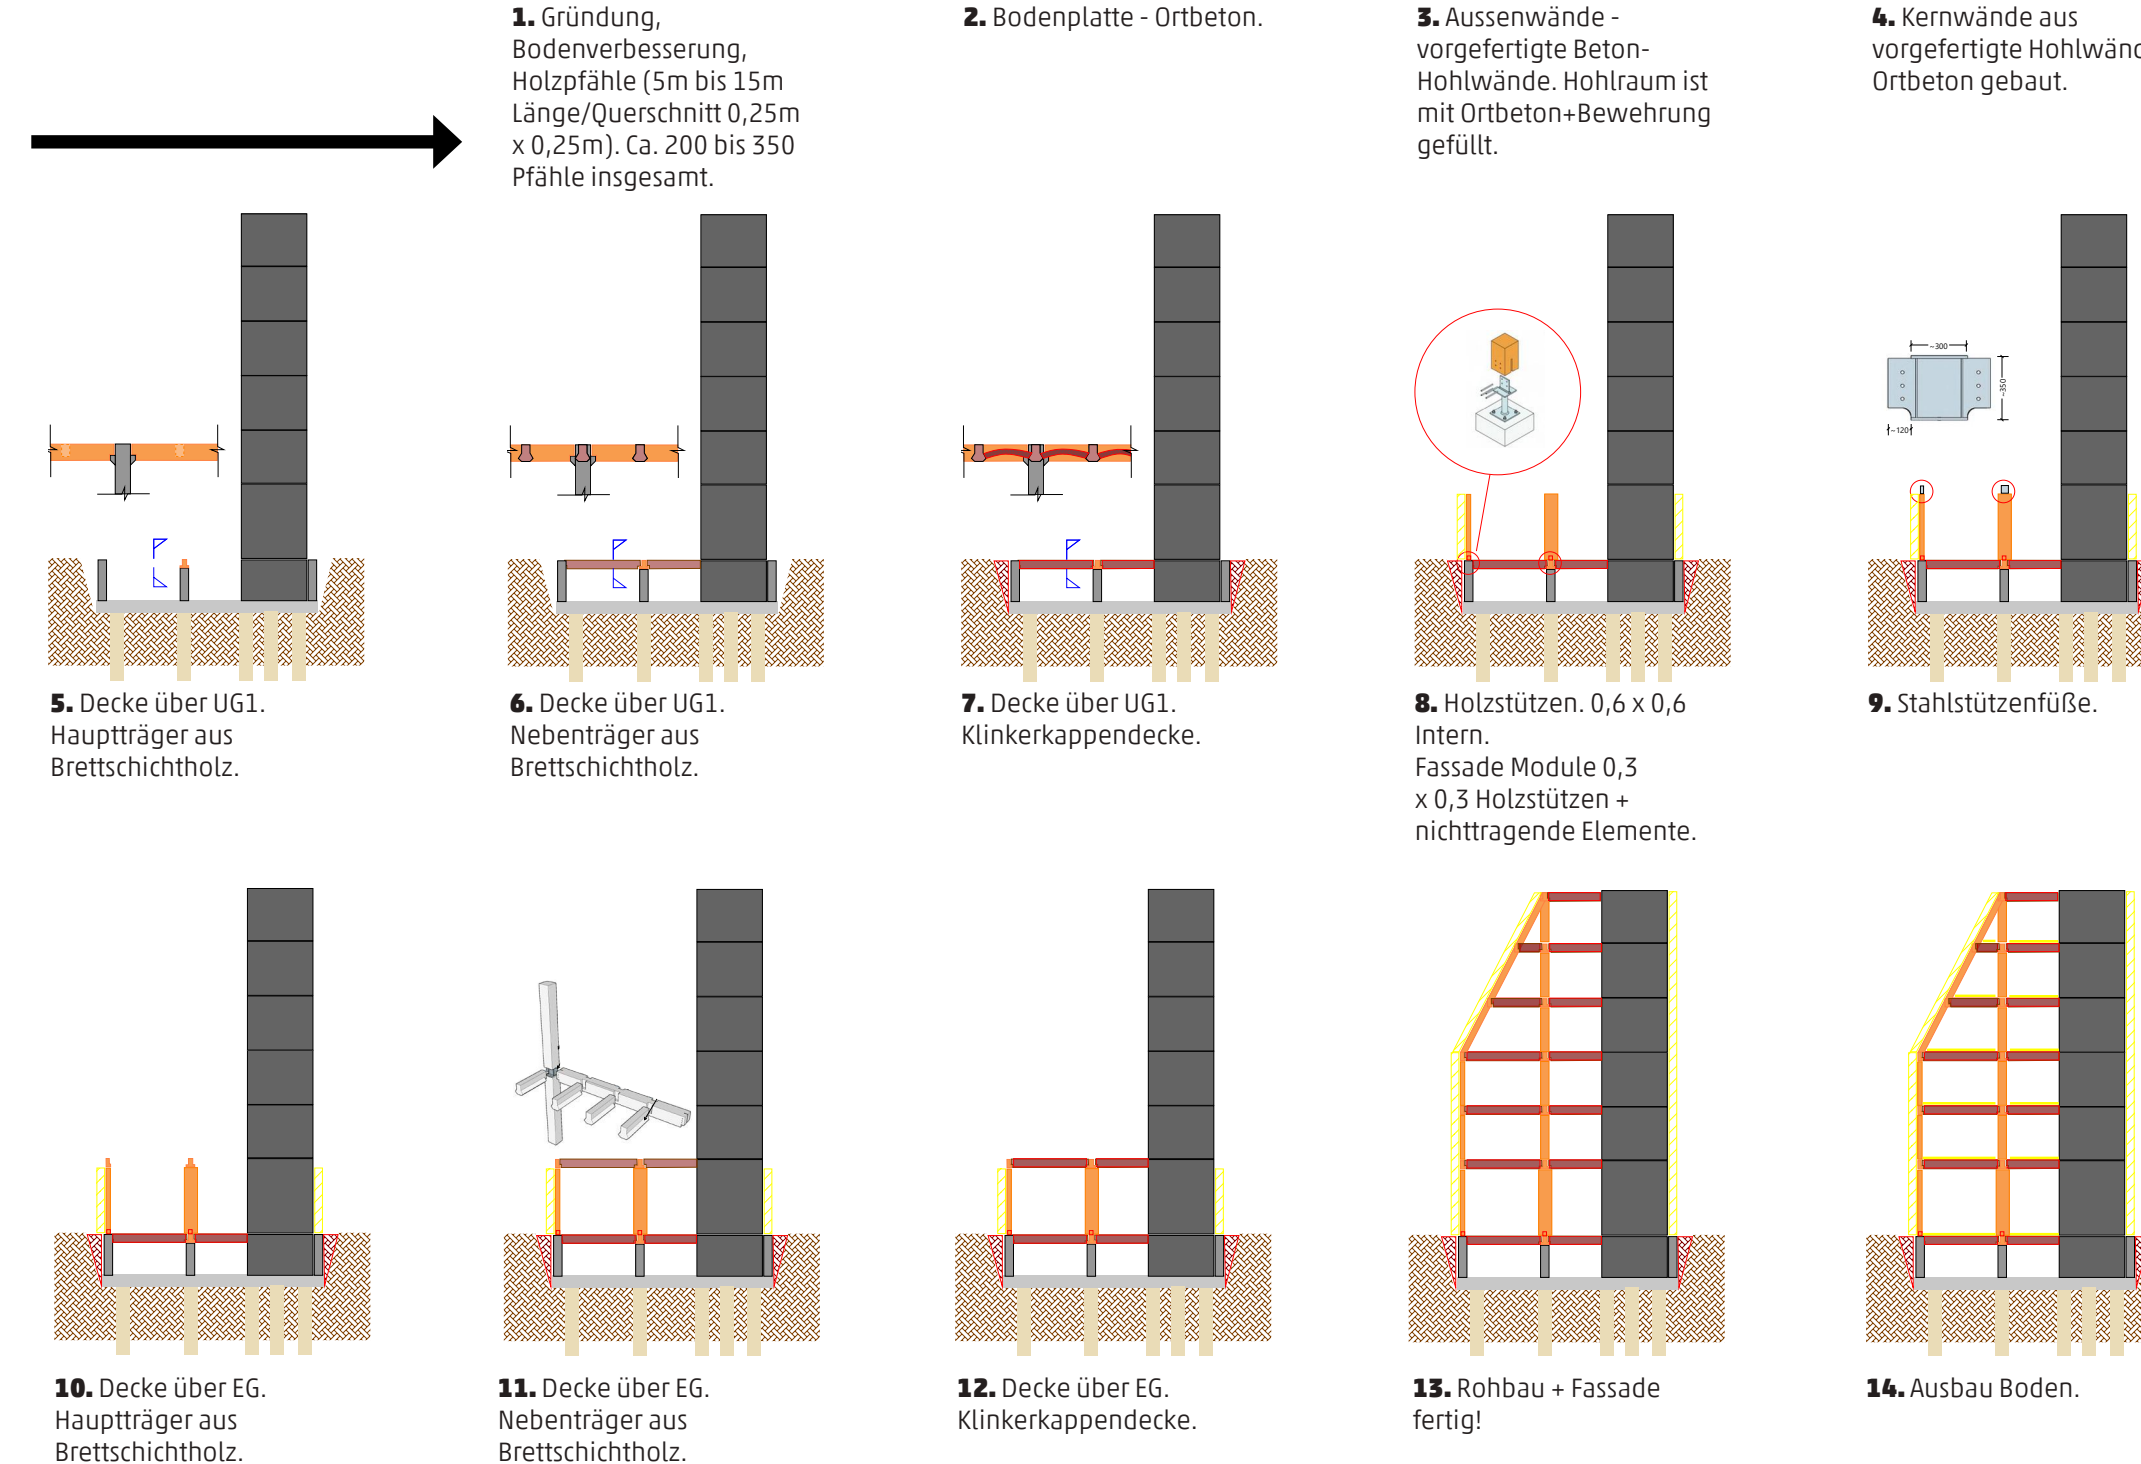 1. Gründung,
Bodenverbesserung,
Holzpfähle (5m bis 15m
Länge/Querschnitt 0,25m
x 0,25m). Ca. 200 bis 350
Pfähle insgesamt.
2. Bodenplatte - Ortbeton.
3. Aussenwände -
vorgefertigte Beton-
Hohlwände. Hohlraum ist
mit Ortbeton+Bewehrung
gefüllt.
4. Kernwände aus
vorgefertigte
Ortbeton gebaut.
~300
~350
~120
5. Decke über UG1.
Hauptträger aus
Brettschichtholz.
6. Decke über UG1.
Nebenträger aus
Brettschichtholz.
7. Decke über UG1.
Klinkerkappendecke.
8. Holzstützen. 0,6 x 0,6
Intern.
Fassade Module 0,3
x 0,3 Holzstützen +
nichttragende Elemente.
9. Stahlstützenfüße.
10. Decke über EG.
Hauptträger aus
Brettschichtholz.
11. Decke über EG.
Nebenträger aus
Brettschichtholz.
12. Decke über EG.
Klinkerkappendecke.
13. Rohbau + Fassade
fertig!
14. Ausbau Boden.